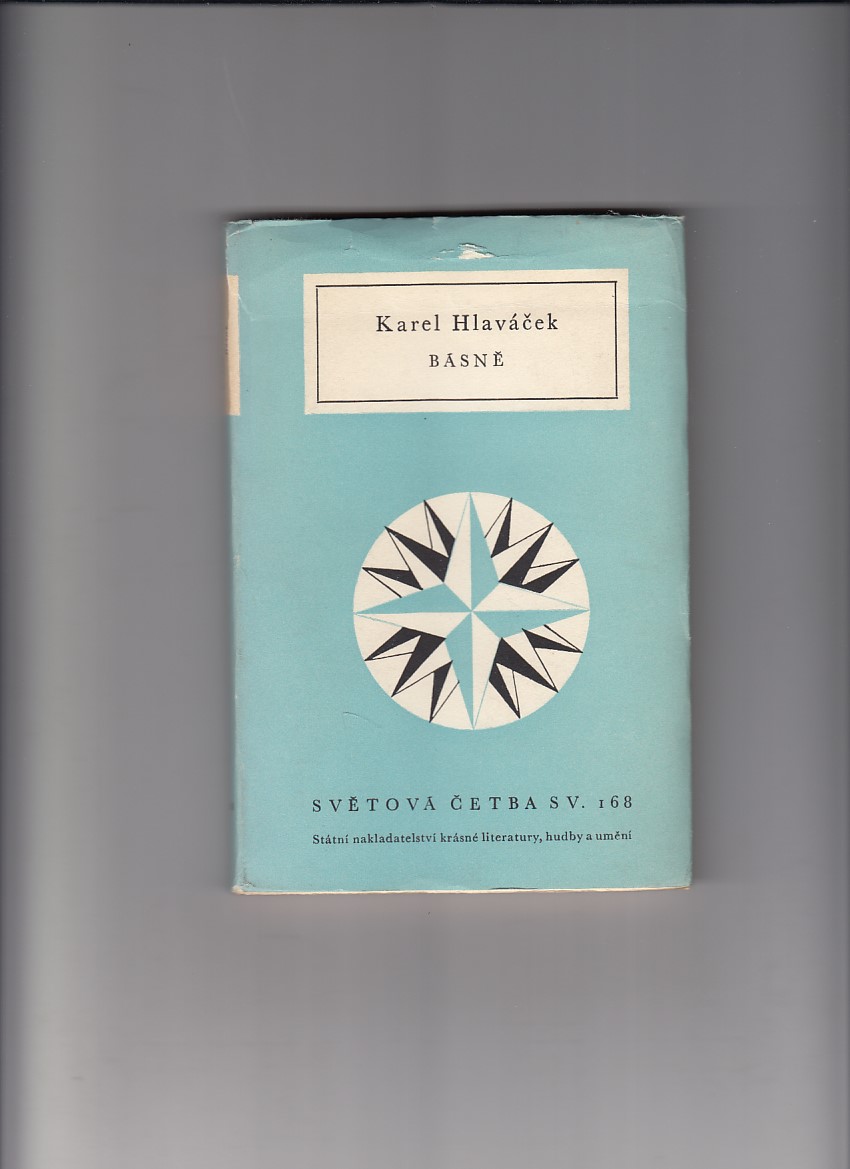 Karel Hlaváček
BÁSNĚ
SVĚTOVÁ ČETBA SV. 168
Státní nakladatelství krásné literatury, hudby a umění